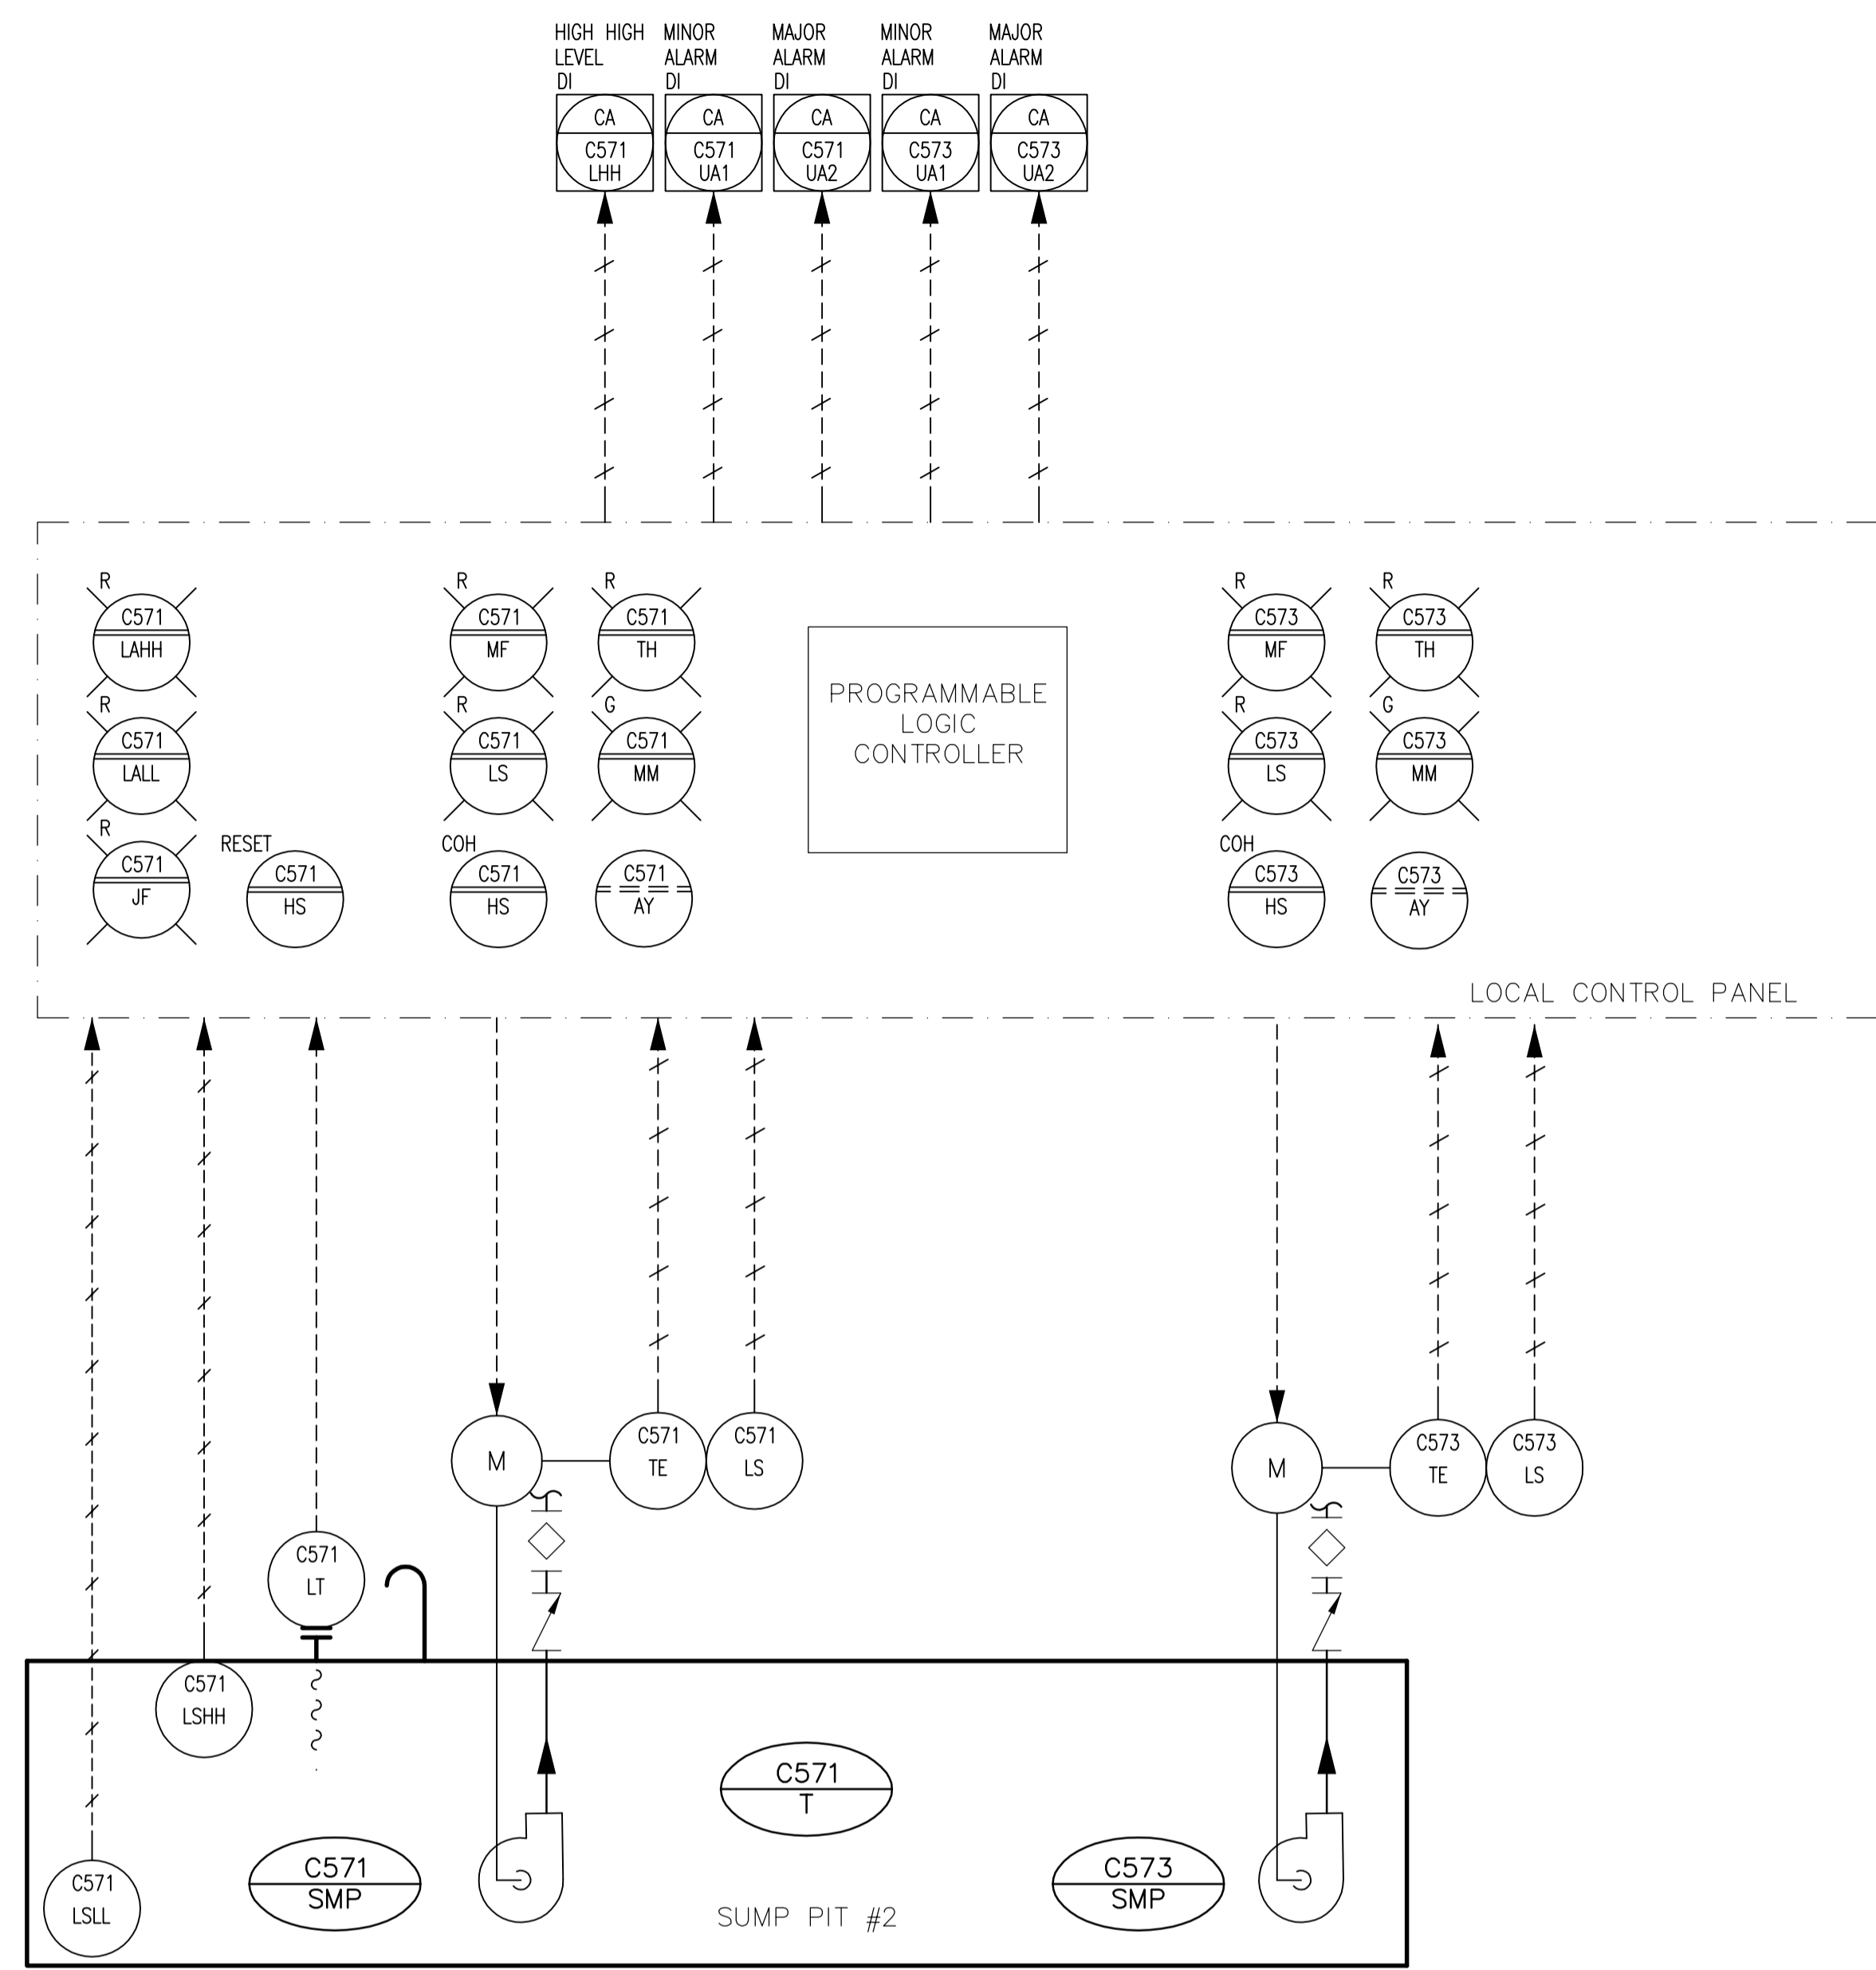 HIGH HIGH
LEVEL
DI
MINOR
ALARM
DI
MAJOR
ALARM
DI
MINOR
ALARM
DI
MAJOR
ALARM
DI
CA
C571
LHH
CA
C571
UA1
CA
C571
UA2
CA
C573
UA1
CA
C573
UA2
R
C571
LAHH
R
C571
MF
R
C571
TH
R
C573
MF
R
C573
TH
PROGRAMMABLE
LOGIC
CONTROLLER
R
C571
LALL
R
C571
LS
G
C571
MM
R
C573
LS
G
C573
MM
R
C571
JF
RESET
C571
HS
COH
C571
HS
C571
AY
COH
C573
HS
C573
AY
LOCAL CONTROL PANEL
M
C571
TE
C571
LS
M
C573
TE
C573
LS
C571
LT
C571
LSHH
C571
T
C571
LSLL
C571
SMP
C573
SMP
SUMP PIT #2